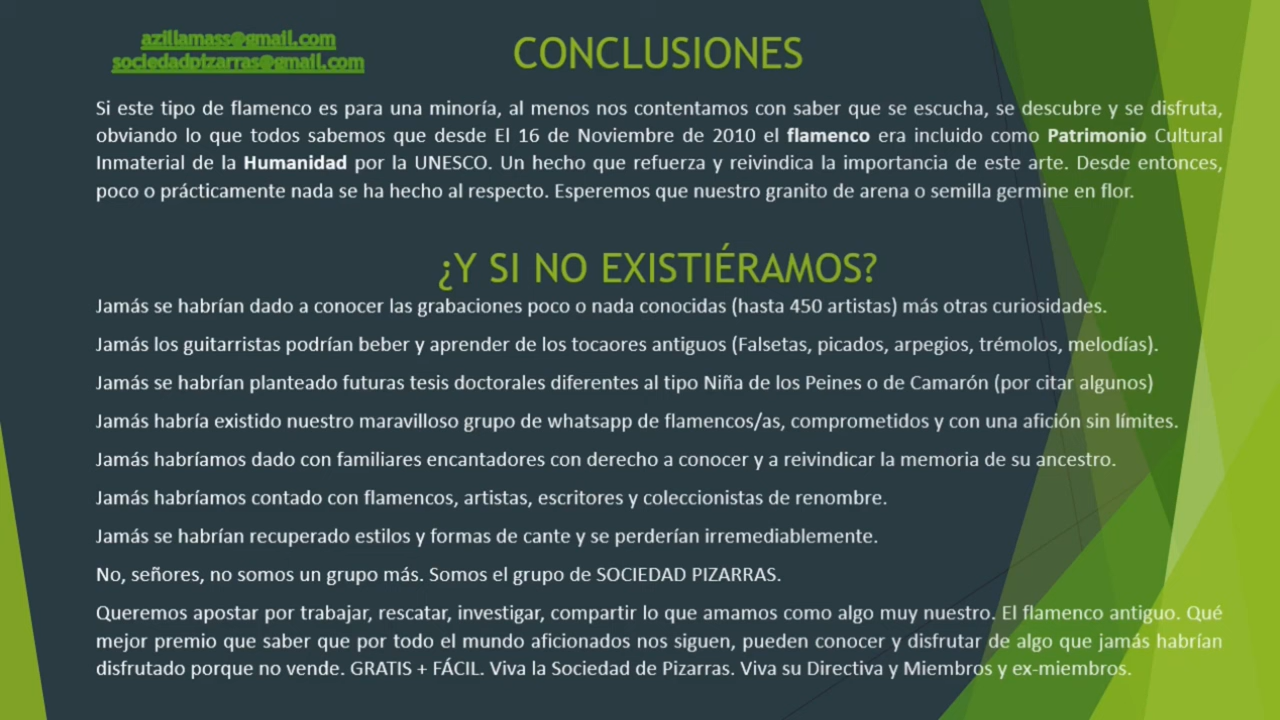 azillamass@gmail.com
sociedadpizarras@gmail.com
CONCLUSIONES
Si este tipo de flamenco es para una minoría, al menos nos contentamos con saber que se escucha, se descubre y se disfruta,
obviando lo que todos sabemos que desde El 16 de Noviembre de 2010 el flamenco era incluido como Patrimonio Cultural
Inmaterial de la Humanidad por la UNESCO. Un hecho que refuerza y reivindica la importancia de este arte. Desde entonces,
poco o prácticamente nada se ha hecho al respecto. Esperemos que nuestro granito de arena o semilla germine en flor.
¿Y SI NO EXISTIÉRAMOS?
Jamás se habrían dado a conocer las grabaciones poco o nada conocidas (hasta 450 artistas) más otras curiosidades.
Jamás los guitarristas podrían beber y aprender de los tocaores antiguos (Falsetas, picados, arpegios, trémolos, melodías).
Jamás se habrían planteado futuras tesis doctorales diferentes al tipo Niña de los Peines o de Camarón (por citar algunos)
Jamás habría existido nuestro maravilloso grupo de whatsapp de flamencos/as, comprometidos y con una afición sin límites.
Jamás habríamos dado con familiares encantadores con derecho a conocer y a reivindicar la memoria de su ancestro.
Jamás habríamos contado con flamencos, artistas, escritores y coleccionistas de renombre.
Jamás se habrían recuperado estilos y formas de cante y se perderían irremediablemente.
No, señores, no somos un grupo más. Somos el grupo de SOCIEDAD PIZARRAS.
Queremos apostar por trabajar, rescatar, investigar, compartir lo que amamos como algo muy nuestro. El flamenco antiguo. Qué
mejor premio que saber que por todo el mundo aficionados nos siguen, pueden conocer y disfrutar de algo que jamás habrían
disfrutado porque no vende. GRATIS + FÁCIL. Viva la Sociedad de Pizarras. Viva su Directiva y Miembros y ex-miembros.